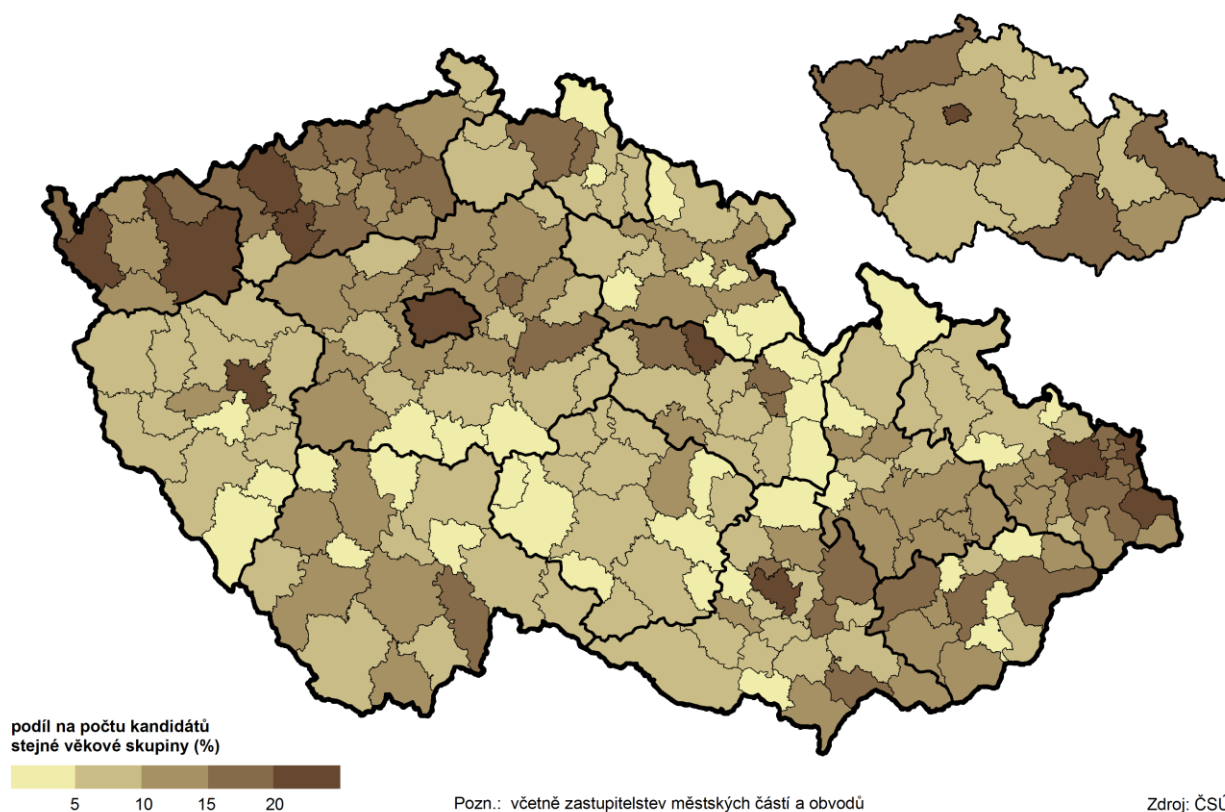 podíl na počtu kandidátů
stejné věkové skupiny (%)
5 10 15 20
Pozn.: včetně zastupitelstev městských částí a obvodů
Zdroj: ČSÚ